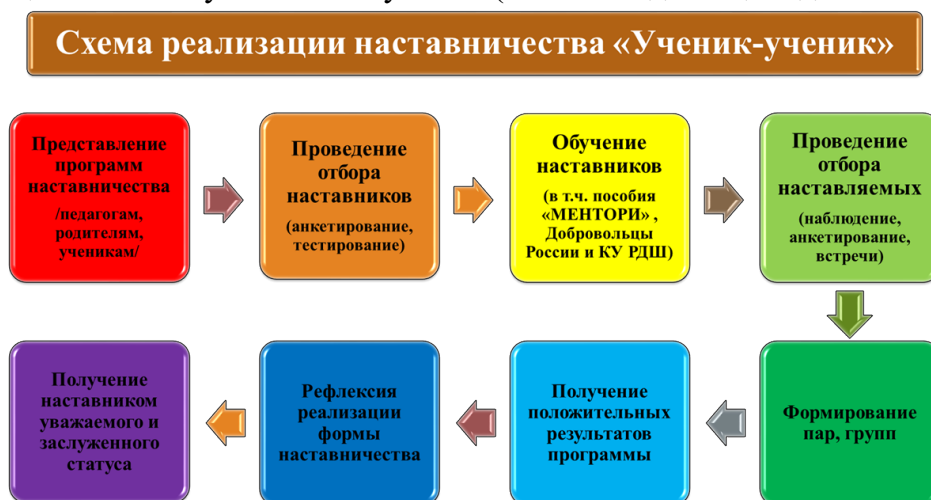 Схема реализации наставничества «Ученик-ученик»
Представление
программ
наставничества
/педагогам,
родителям,
ученикам/
Проведение
отбора
наставников
(анкетирование,
тестирование)
Обучение
наставников
(в т.ч. пособия
«МЕНТОРИ» ,
Добровольцы
России и КУ РДШ)
Проведение
отбора
наставляемых
(наблюдение,
анкетирование,
встречи)
Формирование
пар, групп
Получение
положительных
результатов
программы
Рефлексия
реализации
формы
наставничества
Получение
наставником
уважаемого и
заслуженного
статуса